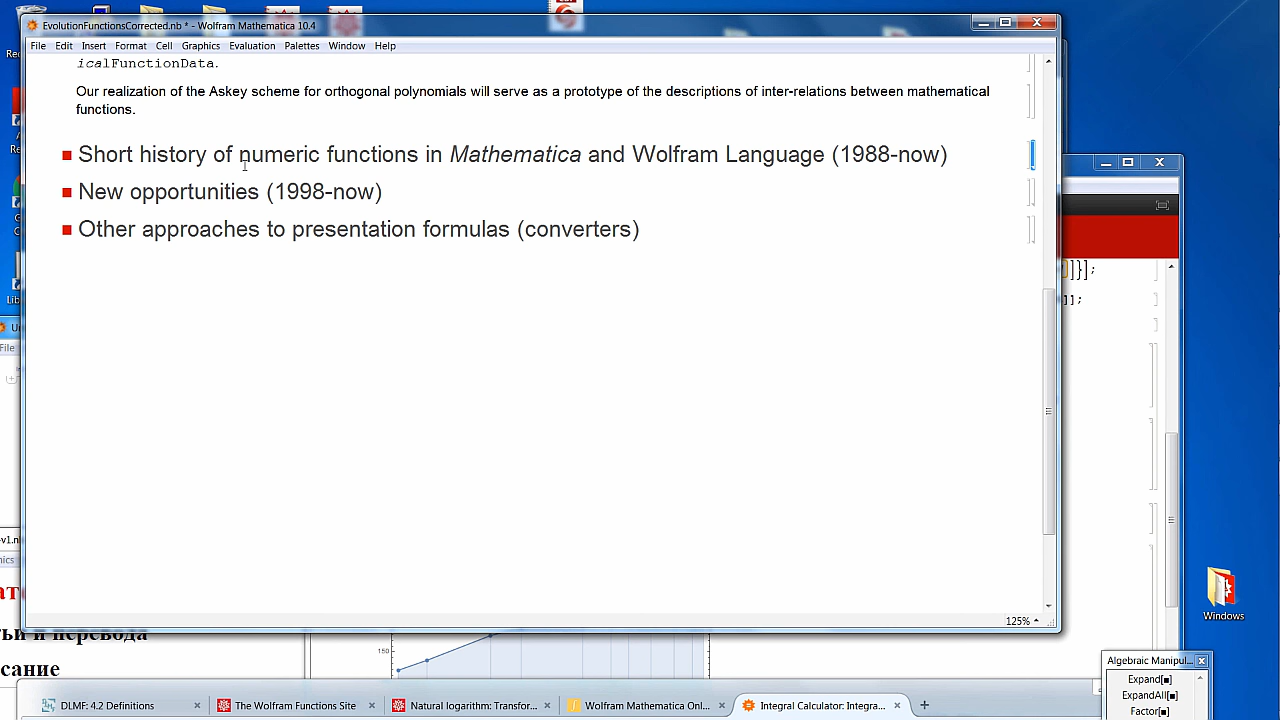 EvolutionFunctionsCorrected.nb * - Wolfram Mathematica 10.4
File Edit Insert Format Cell Graphics Evaluation Palettes Window Help
icalFunctionData.
Our realization of the Askey scheme for orthogonal polynomials will serve as a prototype of the descriptions of inter-relations between mathematical
functions.
Short history of numeric functions in Mathematica and Wolfram Language (1988-now)
New opportunities (1998-now)
Other approaches to presentation formulas (converters)
]]}];
]];
File
-v1.n
125%
Windows
сание
150
Algebraic Manipul...
Expand[■]
ExpandAll[■]
Factor[■]
DLMF: 4.2 Definitions
The Wolfram Functions Site
Natural logarithm: Transfor...
Wolfram Mathematica Onl...
Integral Calculator: Integra...